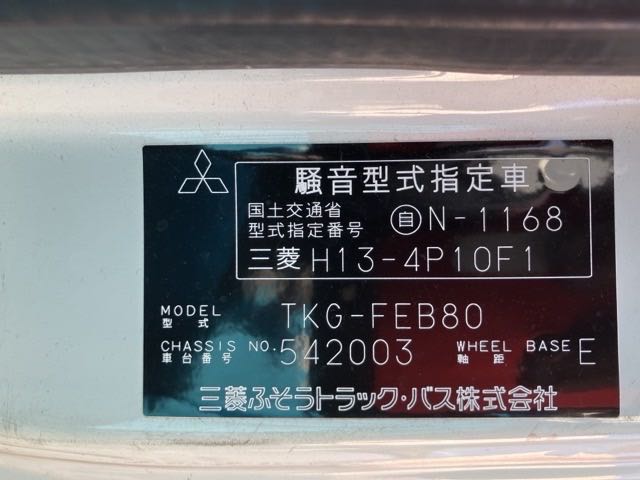 騒音型式指定車
国土交通省
型式指定番号 自N-1168
三菱 H13-4P10F1
MODEL
型式 TKG-FEB80
CHASSIS NO. 542003 WHEEL BASE E
車台番号 軸距
三菱ふそうトラック・バス株式会社